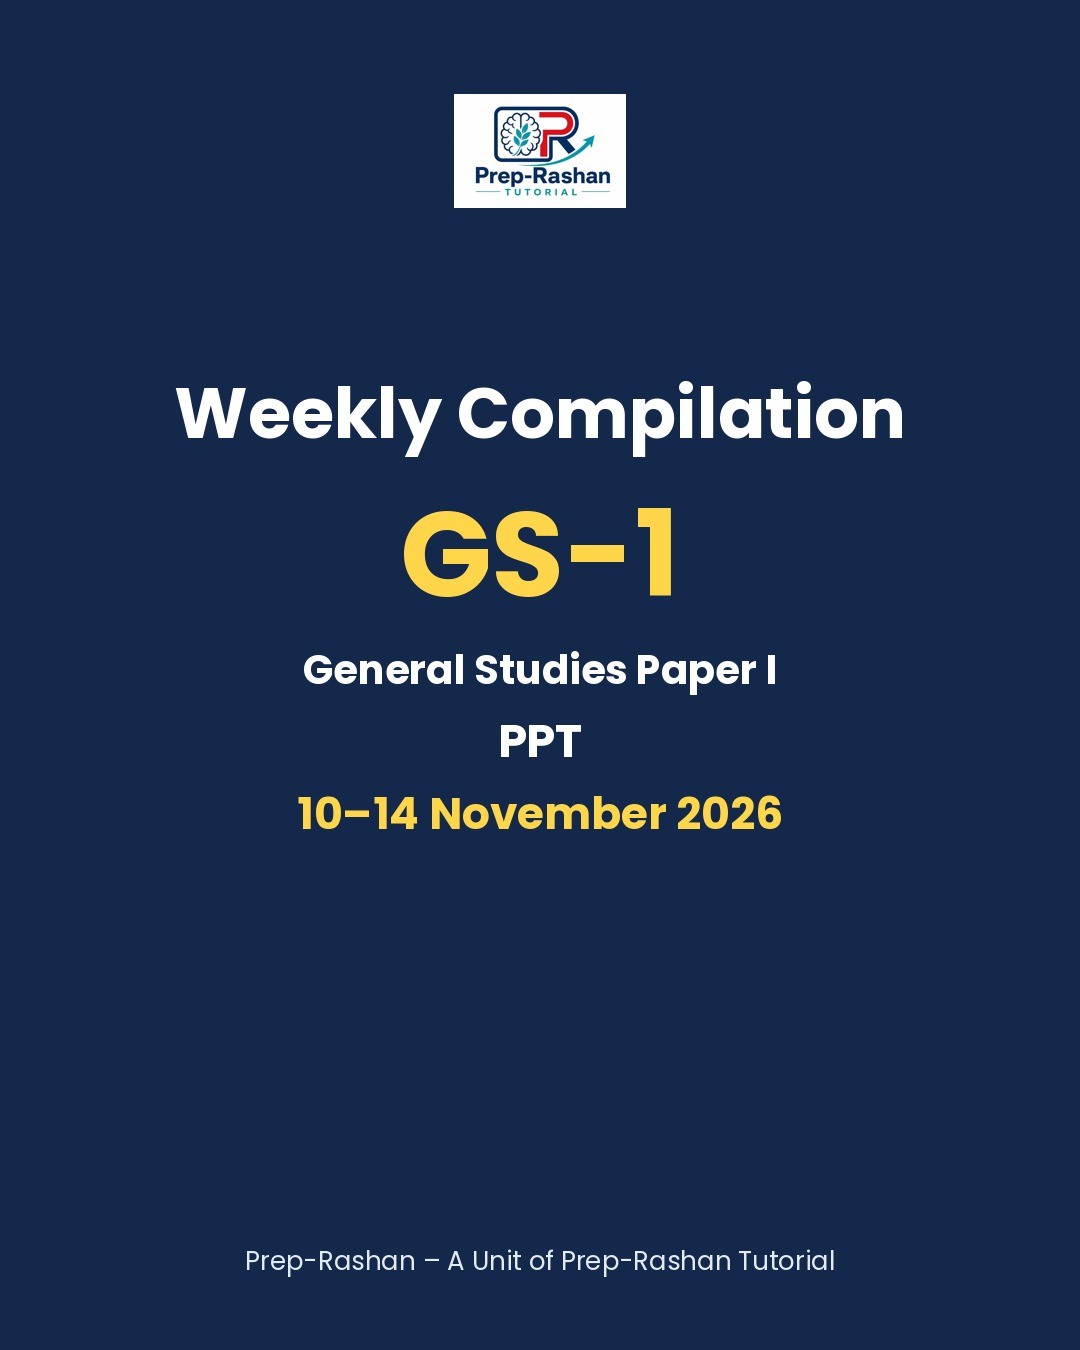 PR
Prep-Rashan
TUTORIAL
Weekly Compilation
GS-1
General Studies Paper I
PPT
10–14 November 2026
Prep-Rashan – A Unit of Prep-Rashan Tutorial